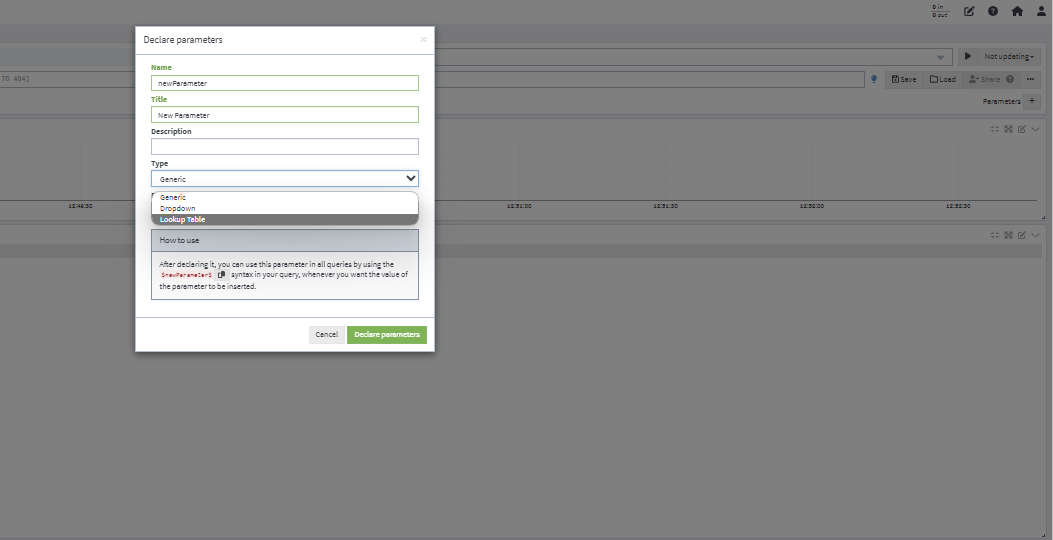 0 in
0 out
Declare parameters
×
Name
newParameter
Title
New Parameter
Description
Type
Generic
Generic
Dropdown
Lookup Table
How to use
After declaring it, you can use this parameter in all queries by using the
$newParameter$ syntax in your query, whenever you want the value of
the parameter to be inserted.
Cancel Declare parameters
Not updating
TO 404]
Save Load Share ...
Parameters +
12:49:30 12:51:00 12:51:30 12:52:00 12:52:30